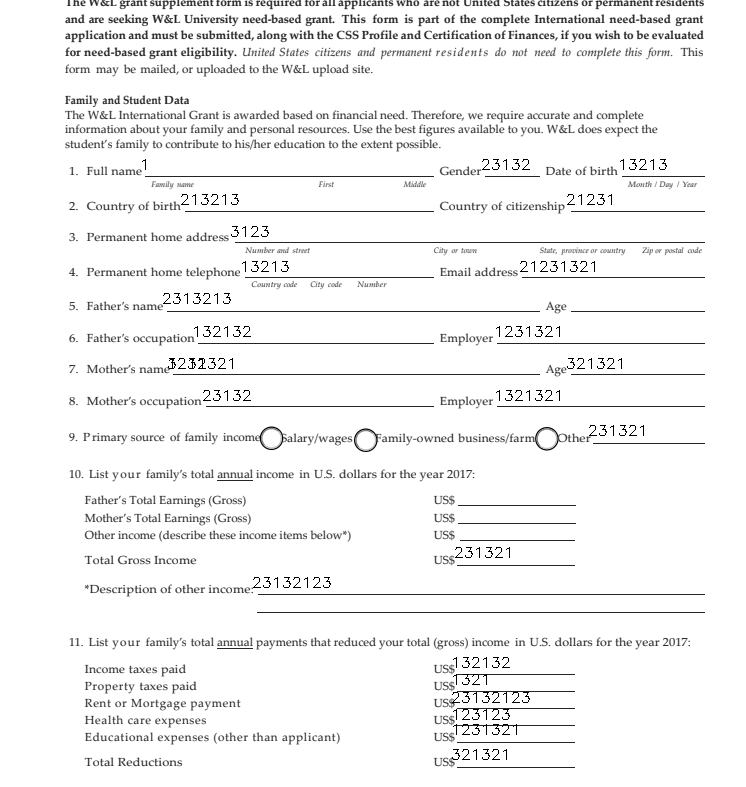 The W&L grant supplement form is required for all applicants who are not United States citizens or permanent residents
and are seeking W&L University need-based grant. This form is part of the complete International need-based grant
application and must be submitted, along with the CSS Profile and Certification of Finances, if you wish to be evaluated
for need-based grant eligibility. United States citizens and permanent residents do not need to complete this form. This
form may be mailed, or uploaded to the W&L upload site.
Family and Student Data
The W&L International Grant is awarded based on financial need. Therefore, we require accurate and complete
information about your family and personal resources. Use the best figures available to you. W&L does expect the
student's family to contribute to his/her education to the extent possible.
1. Full name 1 Gender 23132 Date of birth 13213
Family name First Middle Month / Day / Year
2. Country of birth 213213 Country of citizenship 21231
3. Permanent home address 3123
Number and street City or town State, province or country Zip or postal code
4. Permanent home telephone 13213 Email address 21231321
Country code City code Number
5. Father's name 2313213 Age
6. Father's occupation 132132 Employer 1231321
7. Mother's name Age 321321
8. Mother's occupation 23132 Employer 1321321
9. Primary source of family income Salary/wages Family-owned business/farm Other 231321
10. List your family's total annual income in U.S. dollars for the year 2017:
Father's Total Earnings (Gross) US$
Mother's Total Earnings (Gross) US$
Other income (describe these income items below*) US$
Total Gross Income US$ 231321
*Description of other income: 23132123
11. List your family's total annual payments that reduced your total (gross) income in U.S. dollars for the year 2017:
Income taxes paid US$ 132132
Property taxes paid US$ 1321
Rent or Mortgage payment US$ 23132123
Health care expenses US$ 123123
Educational expenses (other than applicant) US$ 1231321
Total Reductions US$ 321321